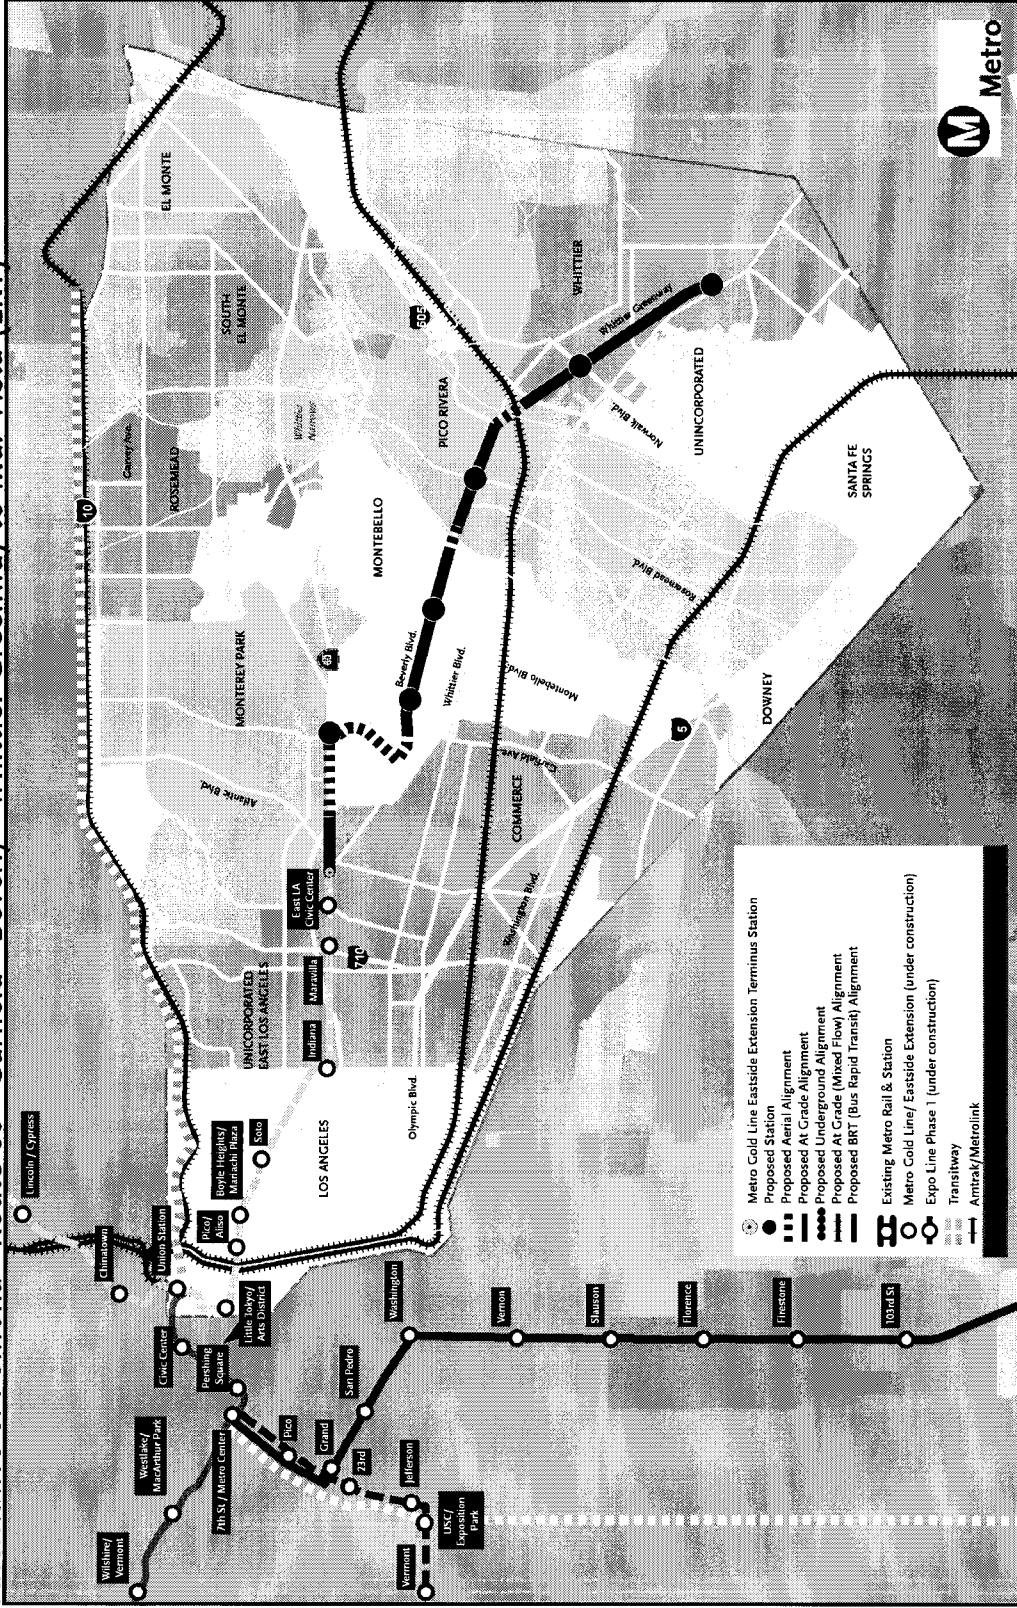 Lincoln / Cypress
Chinatown
Union Station
Civic Center
Pershing
Square
Little Tokyo/
Arts District
Pico/
Aliso
Boyle Heights/
Mariachi Plaza
Soto
Indiana
Maravilla
East LA
Civic Center
Westlake/
MacArthur Park
Wilshire/
Vermont
7th St / Metro Center
Pico
Grand
23rd
Jefferson
USC/
Exposition
Park
Vermont
San Pedro
Washington
Vernon
Slauson
Florence
Firestone
103rd St
LOS ANGELES
UNICORPORATED
EAST LOS ANGELES
Olympic Blvd.
710
Atlantic Blvd.
MONTEREY PARK
10
Garvey Ave.
ROSEMEAD
SOUTH
EL MONTE
EL MONTE
Whittier
Narrows
60
MONTEBELLO
Beverly Blvd.
Whittier Blvd.
Montebello Blvd.
Garfield Ave.
COMMERCE
Washington Blvd.
PICO RIVERA
605
WHITTIER
Whittier Greenway
Norwalk Blvd.
UNINCORPORATED
Rosemead Blvd.
SANTA FE
SPRINGS
5
DOWNEY
Metro Gold Line Eastside Extension Terminus Station
Proposed Station
Proposed Aerial Alignment
Proposed At Grade Alignment
Proposed Underground Alignment
Proposed At Grade (Mixed Flow) Alignment
Proposed BRT (Bus Rapid Transit) Alignment
Existing Metro Rail & Station
Metro Gold Line/ Eastside Extension (under construction)
Expo Line Phase 1 (under construction)
Transitway
Amtrak/Metrolink
M
Metro